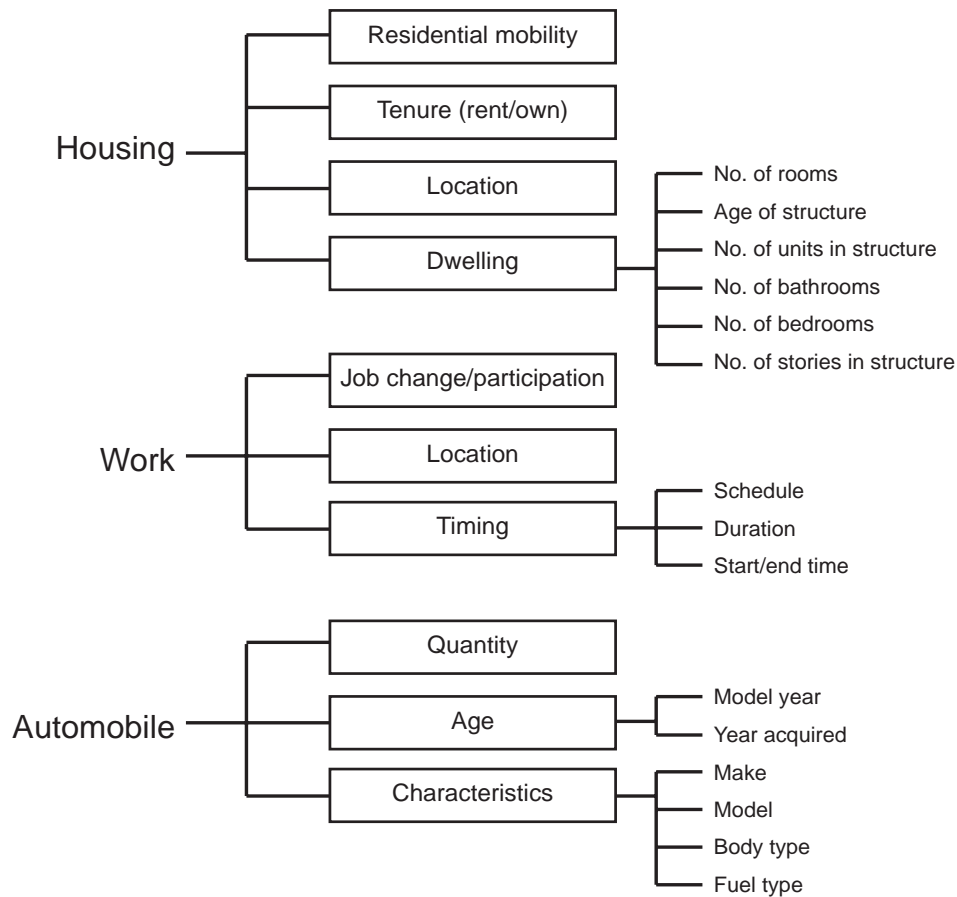 Housing
Residential mobility
Tenure (rent/own)
Location
Dwelling
No. of rooms
Age of structure
No. of units in structure
No. of bathrooms
No. of bedrooms
No. of stories in structure
Work
Job change/participation
Location
Timing
Schedule
Duration
Start/end time
Automobile
Quantity
Age
Model year
Year acquired
Characteristics
Make
Model
Body type
Fuel type